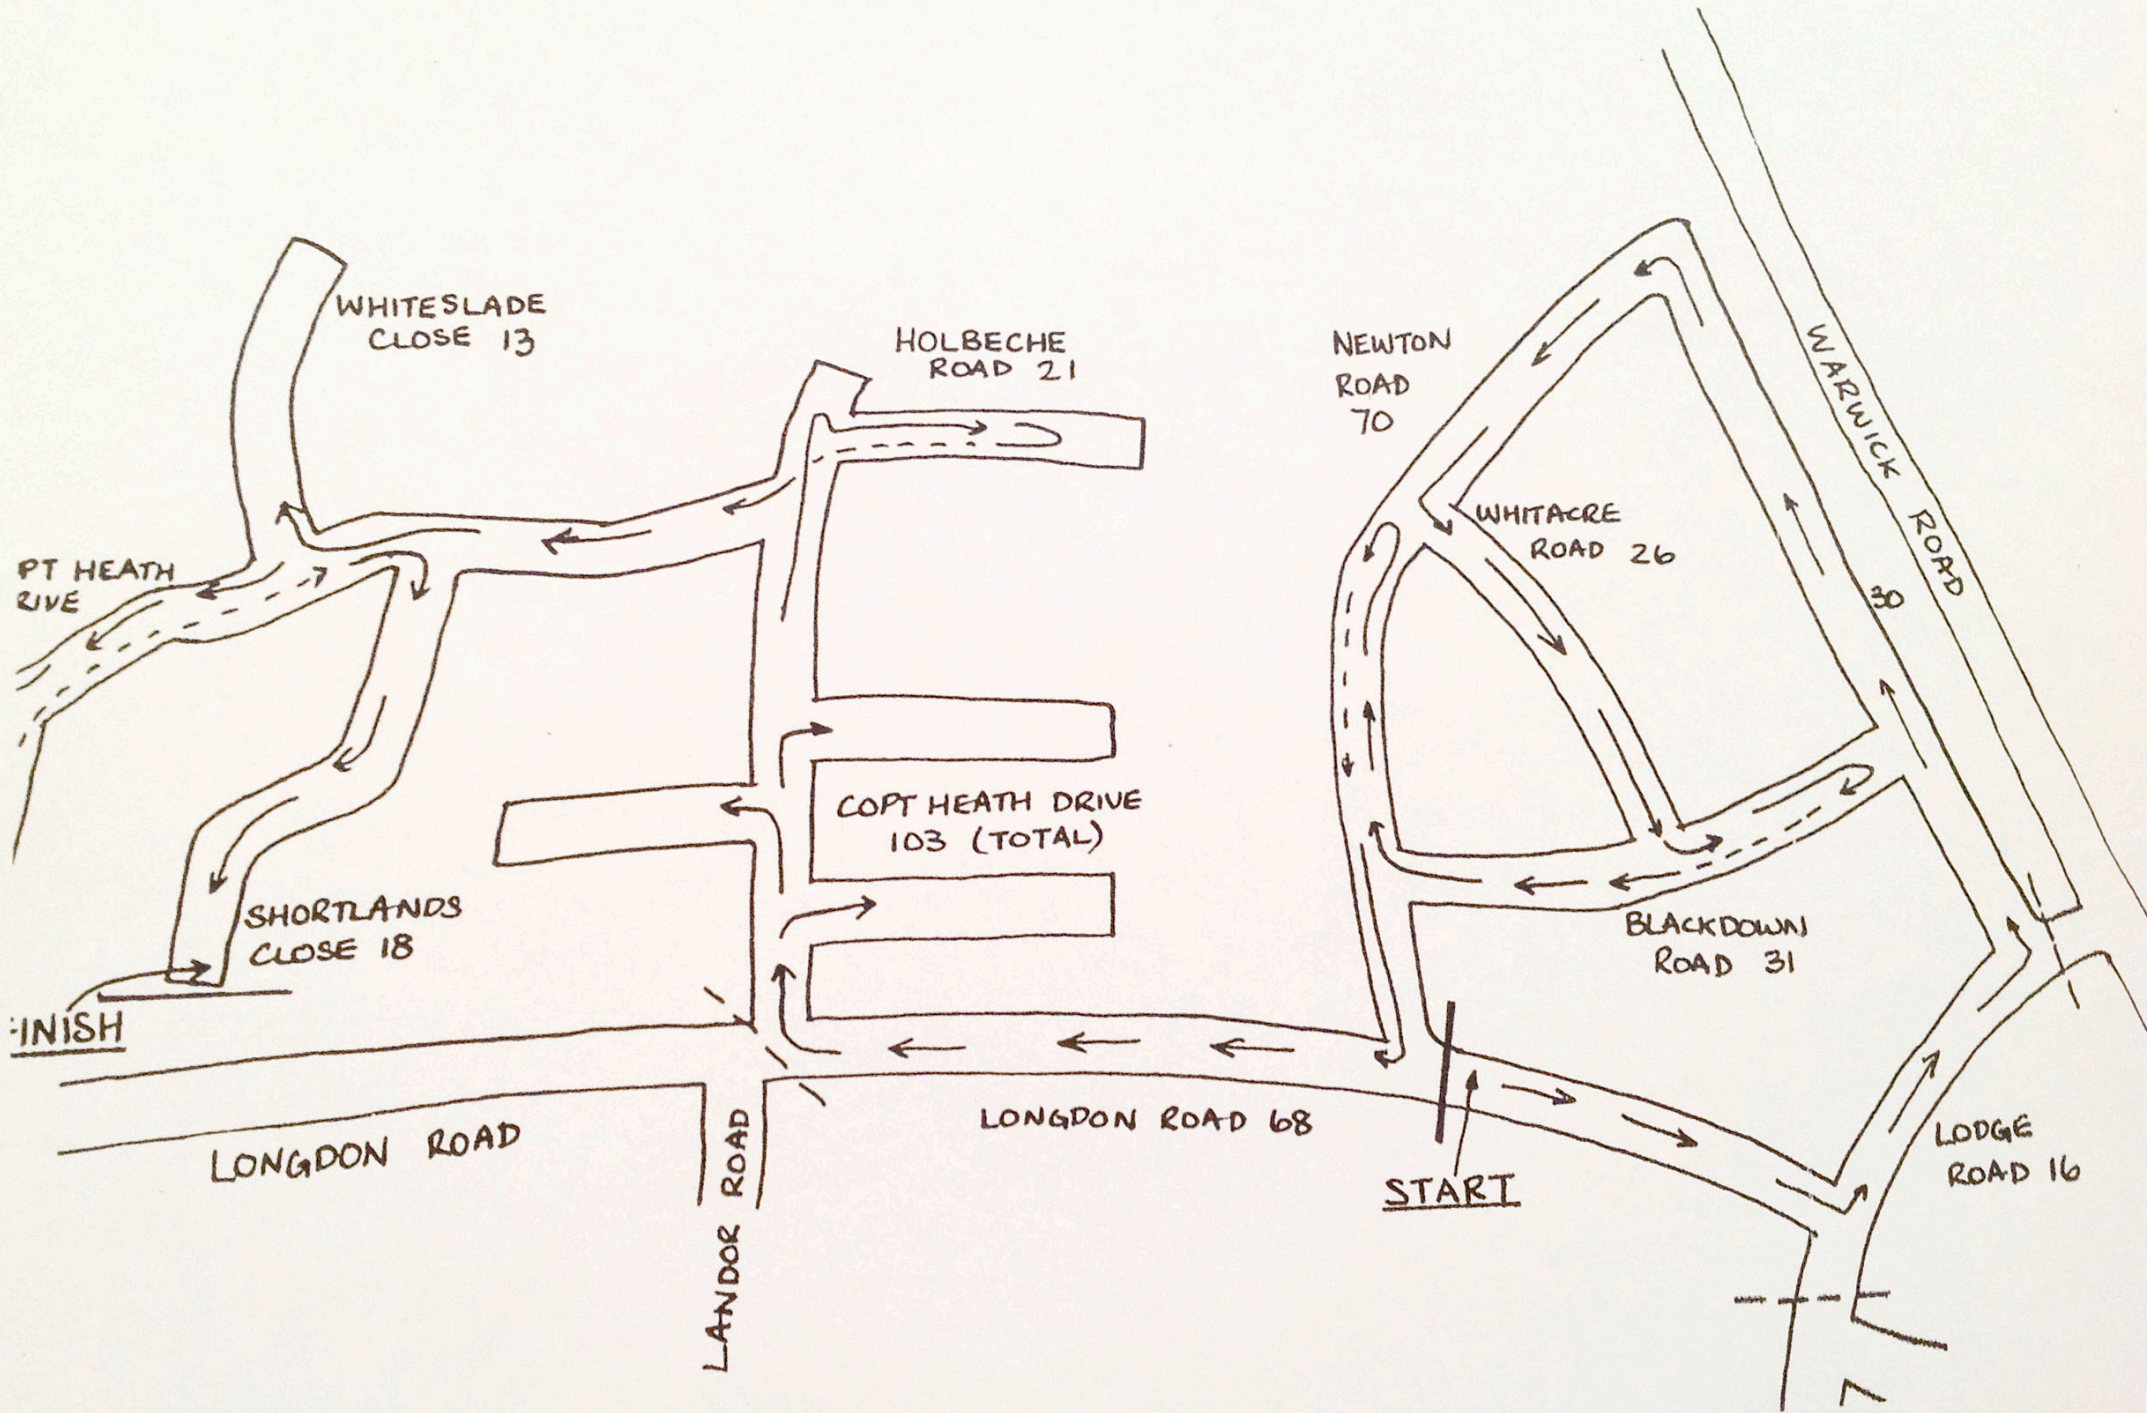 WHITESLADE
CLOSE 13
HOLBECHE
ROAD 21
NEWTON
ROAD
70
WARWICK ROAD
WHITACRE
ROAD 26
30
PT HEATH
RIVE
COPT HEATH DRIVE
103 (TOTAL)
SHORTLANDS
CLOSE 18
BLACKDOWN
ROAD 31
INISH
LONGDON ROAD
LANDOR ROAD
LONGDON ROAD 68
START
LODGE
ROAD 16